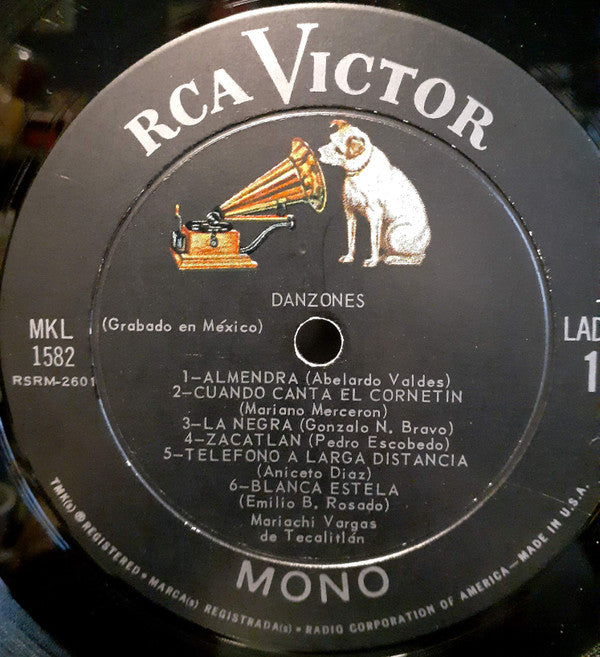 RCA VICTOR
DANZONES
MKL
1582
RSRM-2601
(Grabado en México)
LAD
1
1-ALMENDRA (Abelardo Valdes)
2-CUANDO CANTA EL CORNETIN
(Mariano Merceron)
3-LA NEGRA (Gonzalo N. Bravo)
4-ZACATLAN (Pedro Escobedo)
5-TELEFONO A LARGA DISTANCIA
(Aniceto Diaz)
6-BLANCA ESTELA
(Emilio B. Rosado)
Mariachi Vargas
de Tecalitlán
MONO
TMK(s) ® REGISTERED • MARCA(s) REGISTRADA(s) • RADIO CORPORATION OF AMERICA—MADE IN U.S.A.